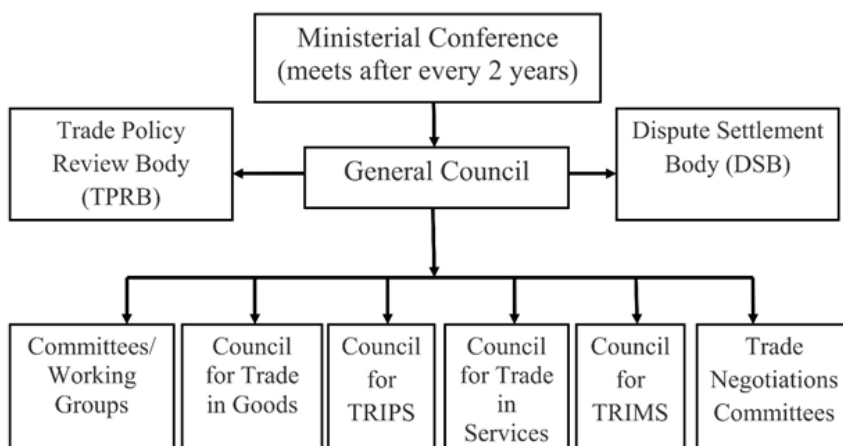 Ministerial Conference
(meets after every 2 years)
Trade Policy
Review Body
(TPRB)
General Council
Dispute Settlement
Body (DSB)
Committees/
Working
Groups
Council
for Trade
in Goods
Council
for
TRIPS
Council
for Trade
in
Services
Council
for
TRIMS
Trade
Negotiations
Committees